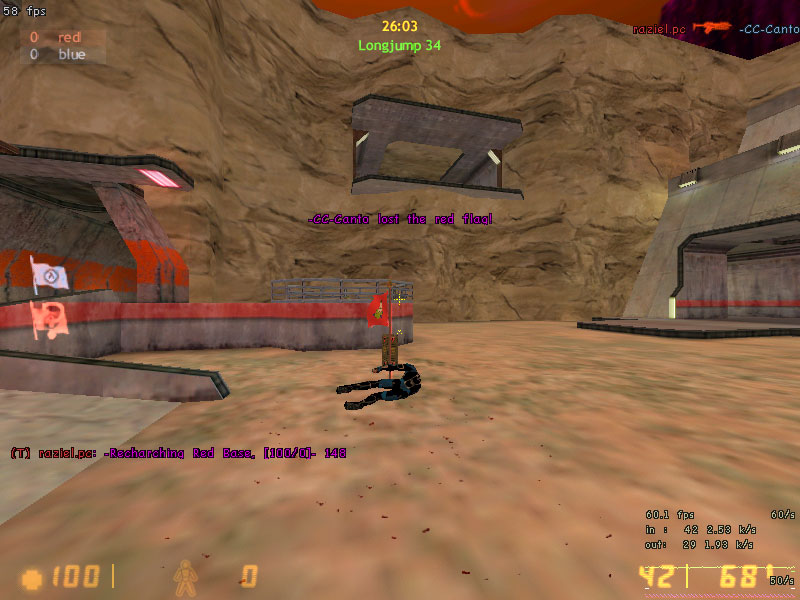 58 fps
0 red
0 blue
26:03
Longjump 34
raziel.pc -CC-Canto
-CC-Canto lost the red flag!
(T) raziel.pc: -Recharching Red Base, [100/0]- 148
60.1 fps 60/s
in : 42 2.53 k/s
out: 29 1.93 k/s
100 0 42 68 50/s